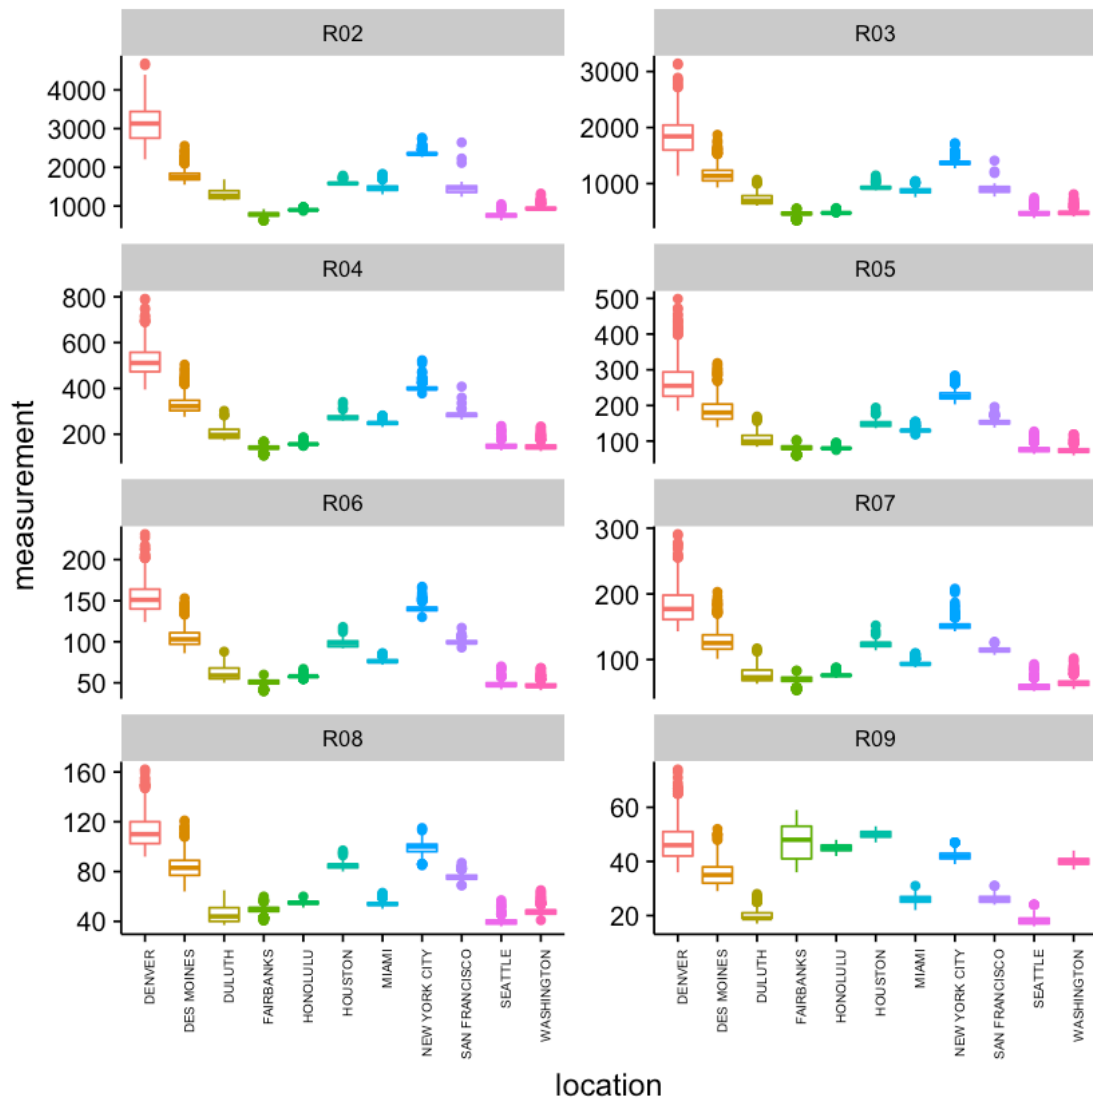 R02
R03
4000
3000
2000
1000
3000
2000
1000
R04
R05
800
600
400
200
500
400
300
200
100
R06
R07
200
150
100
50
300
200
100
R08
R09
160
120
80
40
60
40
20
measurement
DENVER
DES MOINES
DULUTH
FAIRBANKS
HONOLULU
HOUSTON
MIAMI
NEW YORK CITY
SAN FRANCISCO
SEATTLE
WASHINGTON
DENVER
DES MOINES
DULUTH
FAIRBANKS
HONOLULU
HOUSTON
MIAMI
NEW YORK CITY
SAN FRANCISCO
SEATTLE
WASHINGTON
location